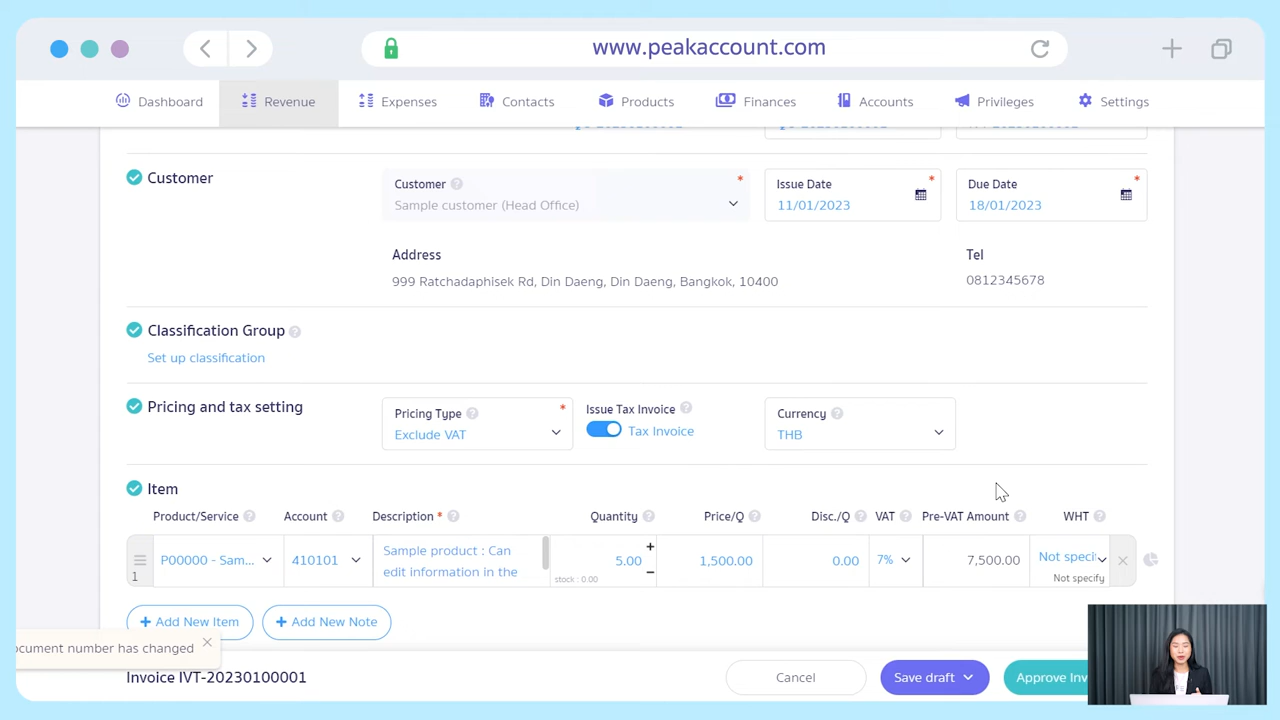 www.peakaccount.com
Dashboard Revenue Expenses Contacts Products Finances Accounts Privileges Settings
Customer
Customer
*
Sample customer (Head Office)
Issue Date
*
11/01/2023
Due Date
*
18/01/2023
Address
999 Ratchadaphisek Rd, Din Daeng, Din Daeng, Bangkok, 10400
Tel
0812345678
Classification Group
Set up classification
Pricing and tax setting
Pricing Type
*
Exclude VAT
Issue Tax Invoice
Tax Invoice
Currency
THB
Item
Product/Service Account Description * Quantity Price/Q Disc./Q VAT Pre-VAT Amount WHT
1
P00000 - Sam...
410101
Sample product : Can
edit information in the
5.00
stock : 0.00
1,500.00
0.00
7%
7,500.00
Not speci
Not specify
+ Add New Item
+ Add New Note
ocument number has changed
Invoice IVT-20230100001
Cancel
Save draft
Approve Inv